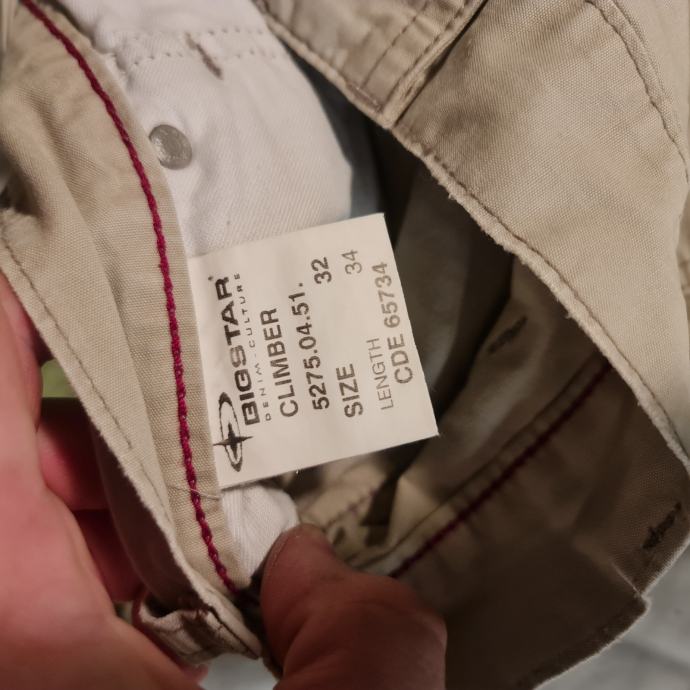 BIGSTAR
DENIM-CULTURE
CLIMBER
5275.04.51.
SIZE 32
LENGTH 34
CDE 65734